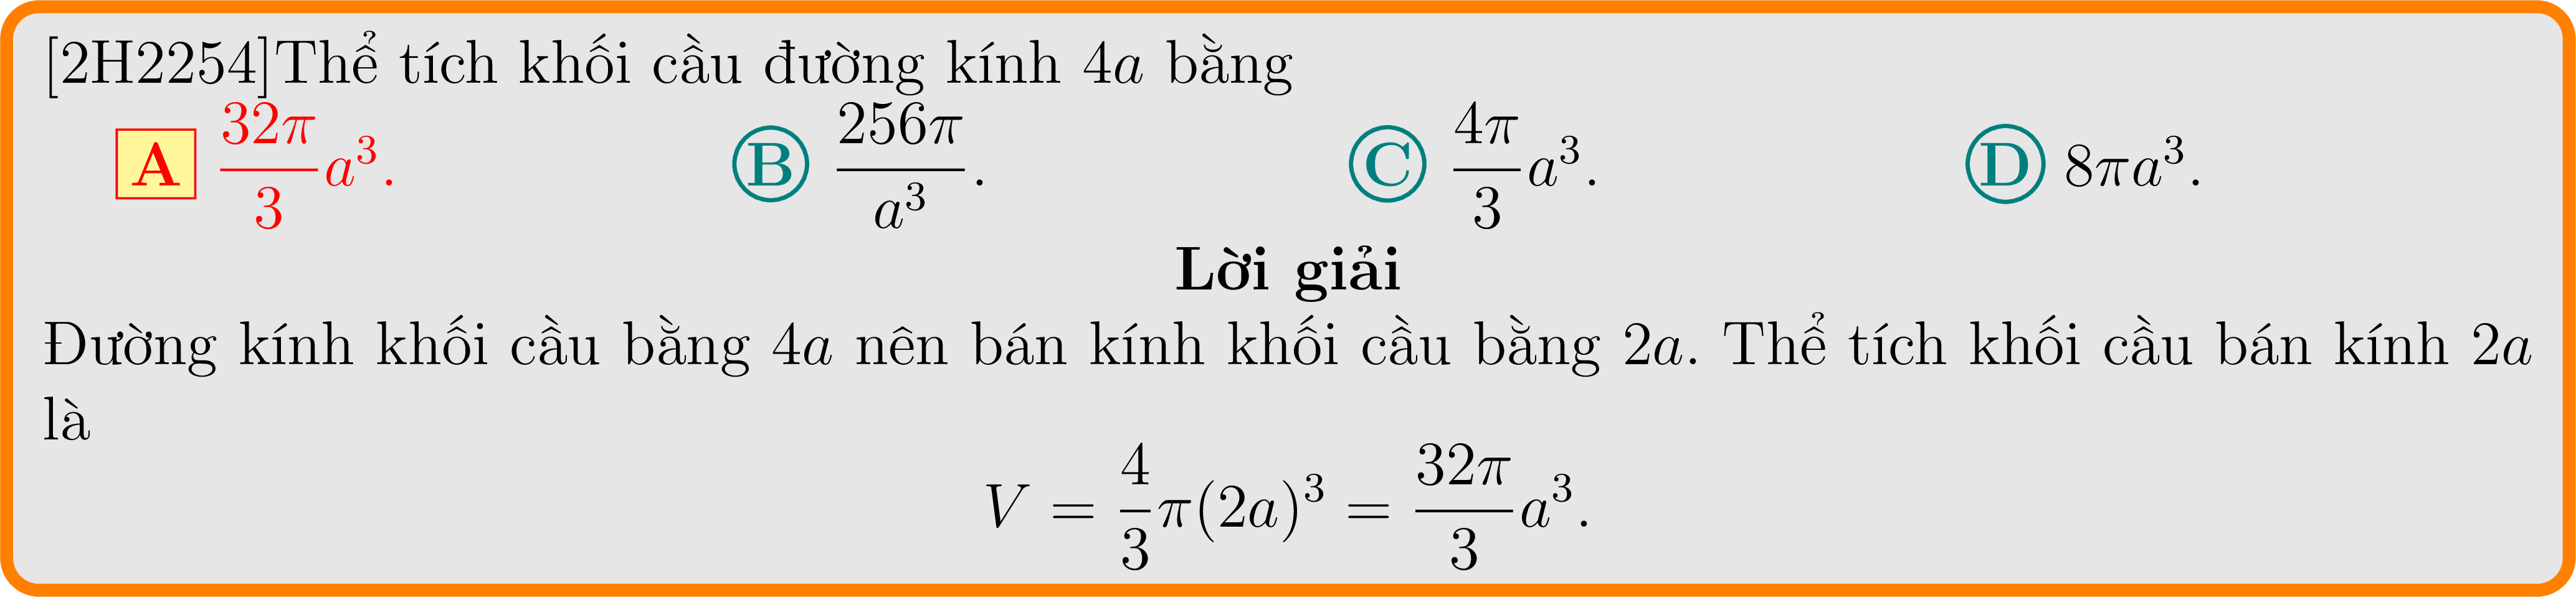 [2H2254]Thể tích khối cầu đường kính 4a bằng
A $\frac{32\pi}{3}a^3$. B $\frac{256\pi}{a^3}$. C $\frac{4\pi}{3}a^3$. D $8\pi a^3$.
Lời giải
Đường kính khối cầu bằng 4a nên bán kính khối cầu bằng 2a. Thể tích khối cầu bán kính 2a
là
$V = \frac{4}{3}\pi(2a)^3 = \frac{32\pi}{3}a^3$.